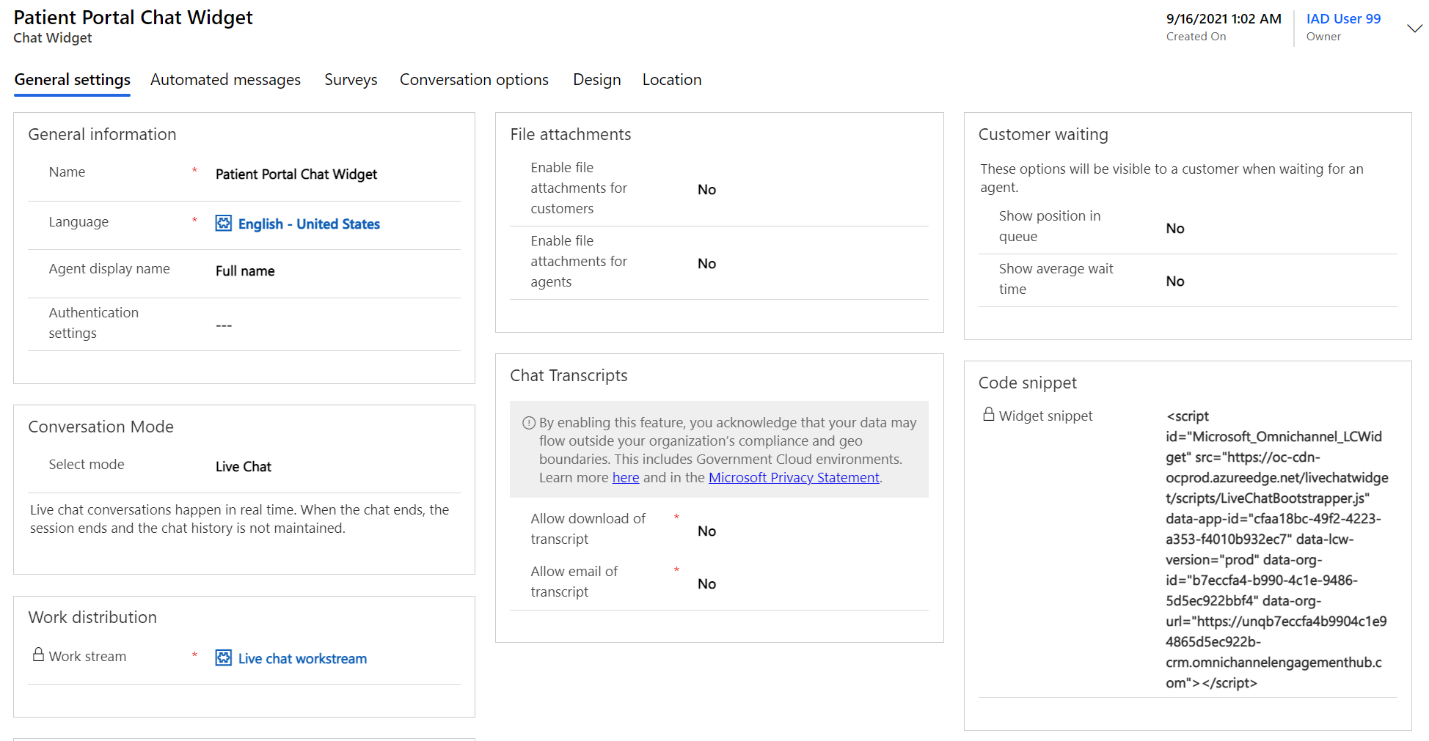 Patient Portal Chat Widget
Chat Widget
9/16/2021 1:02 AM
Created On
IAD User 99
Owner
General settings
Automated messages
Surveys
Conversation options
Design
Location
General information
Name
*
Patient Portal Chat Widget
Language
*
English - United States
Agent display name
Full name
Authentication
settings
---
Conversation Mode
Select mode
Live Chat
Live chat conversations happen in real time. When the chat ends, the
session ends and the chat history is not maintained.
Work distribution
Work stream
*
Live chat workstream
File attachments
Enable file
attachments for
customers
No
Enable file
attachments for
agents
No
Chat Transcripts
By enabling this feature, you acknowledge that your data may
flow outside your organization's compliance and geo
boundaries. This includes Government Cloud environments.
Learn more here and in the Microsoft Privacy Statement.
Allow download of
transcript
*
No
Allow email of
transcript
*
No
Customer waiting
These options will be visible to a customer when waiting for an
agent.
Show position in
queue
No
Show average wait
time
No
Code snippet
Widget snippet
<script
id="Microsoft_Omnichannel_LCWid
get" src="https://oc-cdn-
ocprod.azureedge.net/livechatwidge
t/scripts/LiveChatBootstrapper.js"
data-app-id="cfaa18bc-49f2-4223-
a353-f4010b932ec7" data-lcw-
version="prod" data-org-
id="b7eccfa4-b990-4c1e-9486-
5d5ec922bbf4" data-org-
url="https://unqb7eccfa4b9904c1e9
4865d5ec922b-
crm.omnichannelengagementhub.c
om"></script>